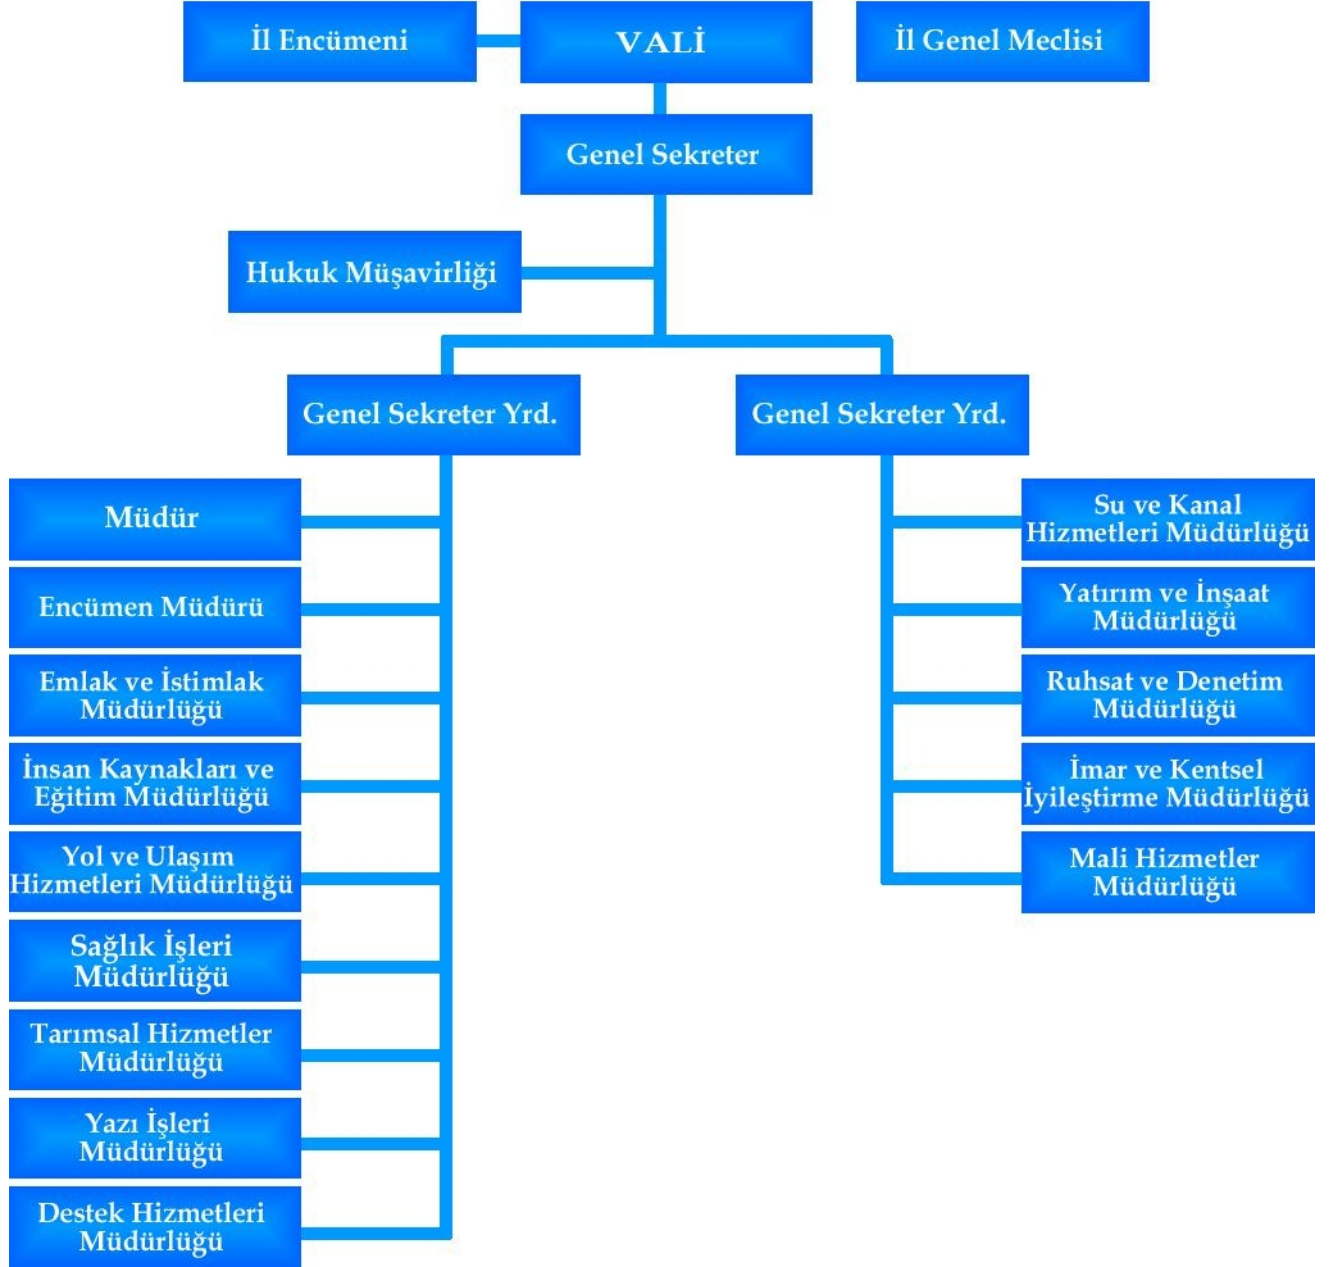 İl Encümeni
VALİ
İl Genel Meclisi
Genel Sekreter
Hukuk Müşavirliği
Genel Sekreter Yrd.
Genel Sekreter Yrd.
Müdür
Encümen Müdürü
Emlak ve İstimlak
Müdürlüğü
İnsan Kaynakları ve
Eğitim Müdürlüğü
Yol ve Ulaşım
Hizmetleri Müdürlüğü
Sağlık İşleri
Müdürlüğü
Tarımsal Hizmetler
Müdürlüğü
Yazı İşleri
Müdürlüğü
Destek Hizmetleri
Müdürlüğü
Su ve Kanal
Hizmetleri Müdürlüğü
Yatırım ve İnşaat
Müdürlüğü
Ruhsat ve Denetim
Müdürlüğü
İmar ve Kentsel
İyileştirme Müdürlüğü
Mali Hizmetler
Müdürlüğü